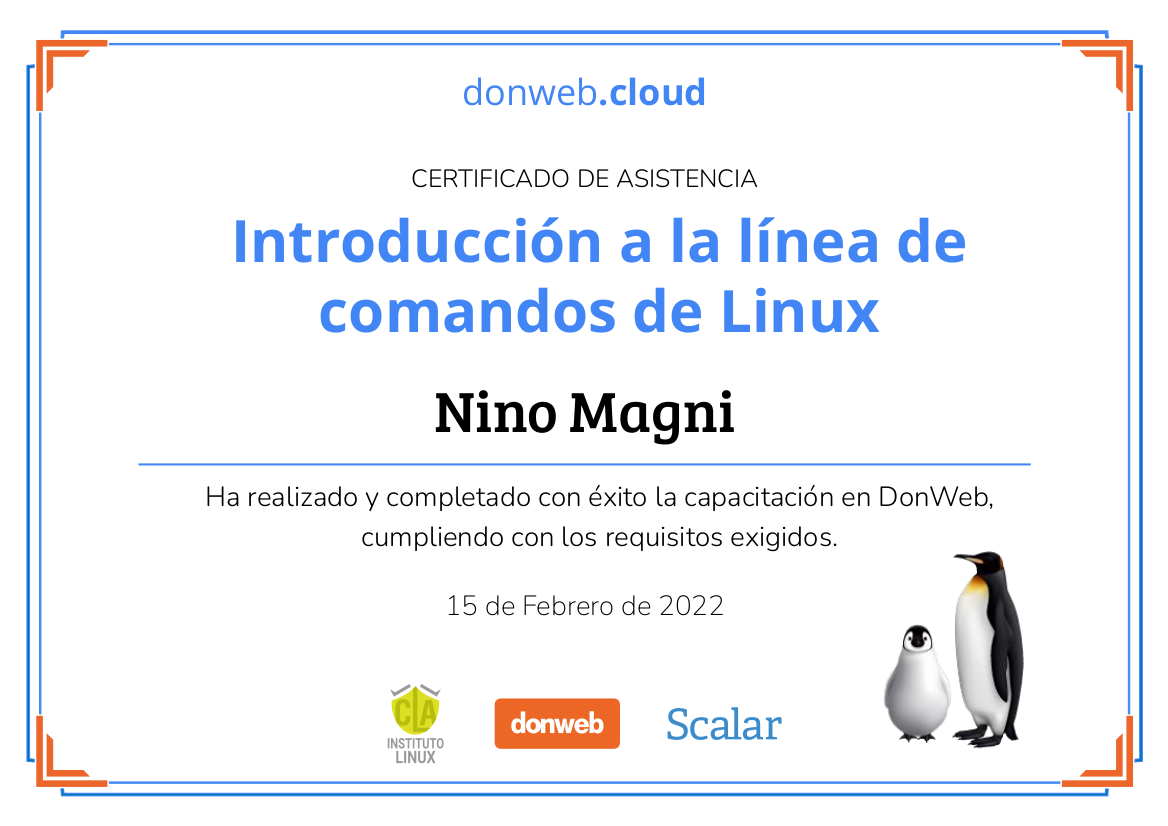 donweb.cloud
CERTIFICADO DE ASISTENCIA
Introducción a la línea de
comandos de Linux
Nino Magni
Ha realizado y completado con éxito la capacitación en DonWeb,
cumpliendo con los requisitos exigidos.
15 de Febrero de 2022
CLA
INSTITUTO
LINUX
donweb
Scalar